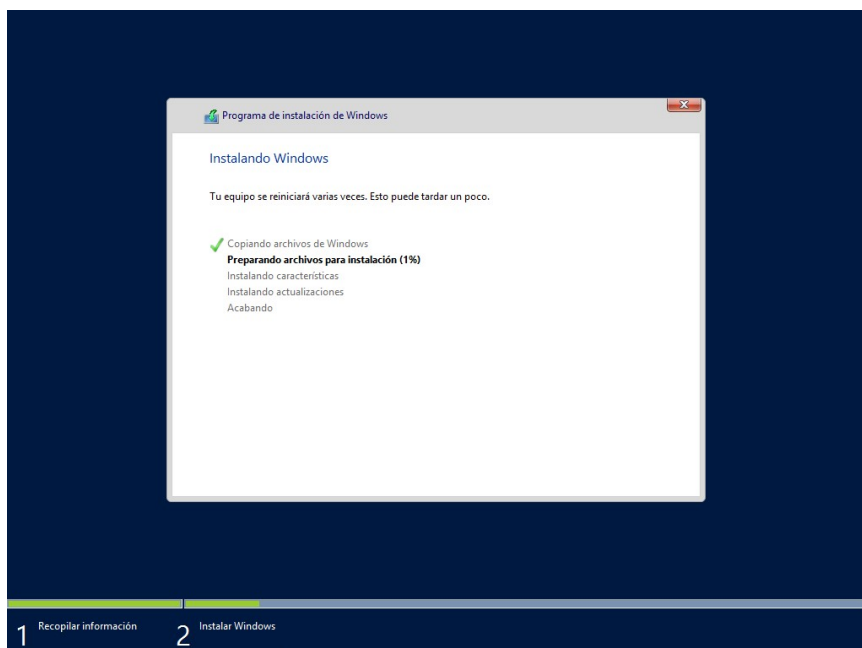 Programa de instalación de Windows
Instalando Windows
Tu equipo se reiniciará varias veces. Esto puede tardar un poco.
Copiando archivos de Windows
Preparando archivos para instalación (1%)
Instalando características
Instalando actualizaciones
Acabando
1 Recopilar información
2 Instalar Windows